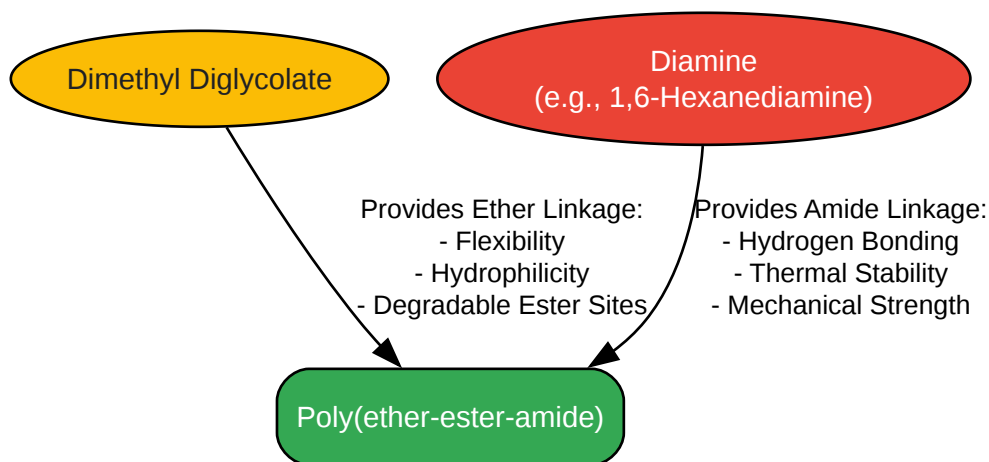 Dimethyl Diglycolate
Diamine
(e.g., 1,6-Hexanediamine)
Provides Ether Linkage:
- Flexibility
- Hydrophilicity
- Degradable Ester Sites
Provides Amide Linkage:
- Hydrogen Bonding
- Thermal Stability
- Mechanical Strength
Poly(ether-ester-amide)